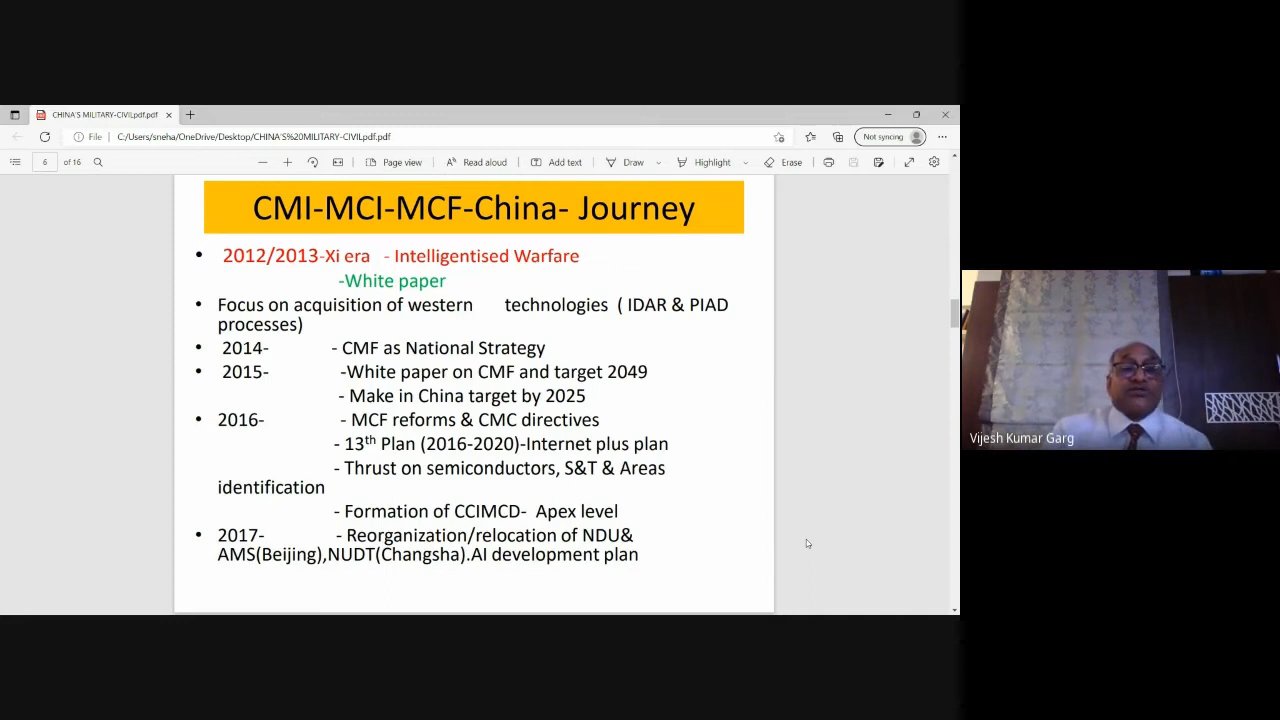 CHINA'S MILITARY-CIVILpdf.pdf
File
C:/Users/sneha/OneDrive/Desktop/CHINA'S%20MILITARY-CIVILpdf.pdf
Not syncing
6 of 16
Page view
Read aloud
Add text
Draw
Highlight
Erase
CMI-MCI-MCF-China- Journey
• 2012/2013-Xi era - Intelligentised Warfare
-White paper
• Focus on acquisition of western technologies ( IDAR & PIAD
processes)
• 2014- - CMF as National Strategy
• 2015- -White paper on CMF and target 2049
- Make in China target by 2025
• 2016- - MCF reforms & CMC directives
- 13th Plan (2016-2020)-Internet plus plan
- Thrust on semiconductors, S&T & Areas
identification
- Formation of CCIMCD- Apex level
• 2017- - Reorganization/relocation of NDU&
AMS(Beijing),NUDT(Changsha).AI development plan
Vijesh Kumar Garg